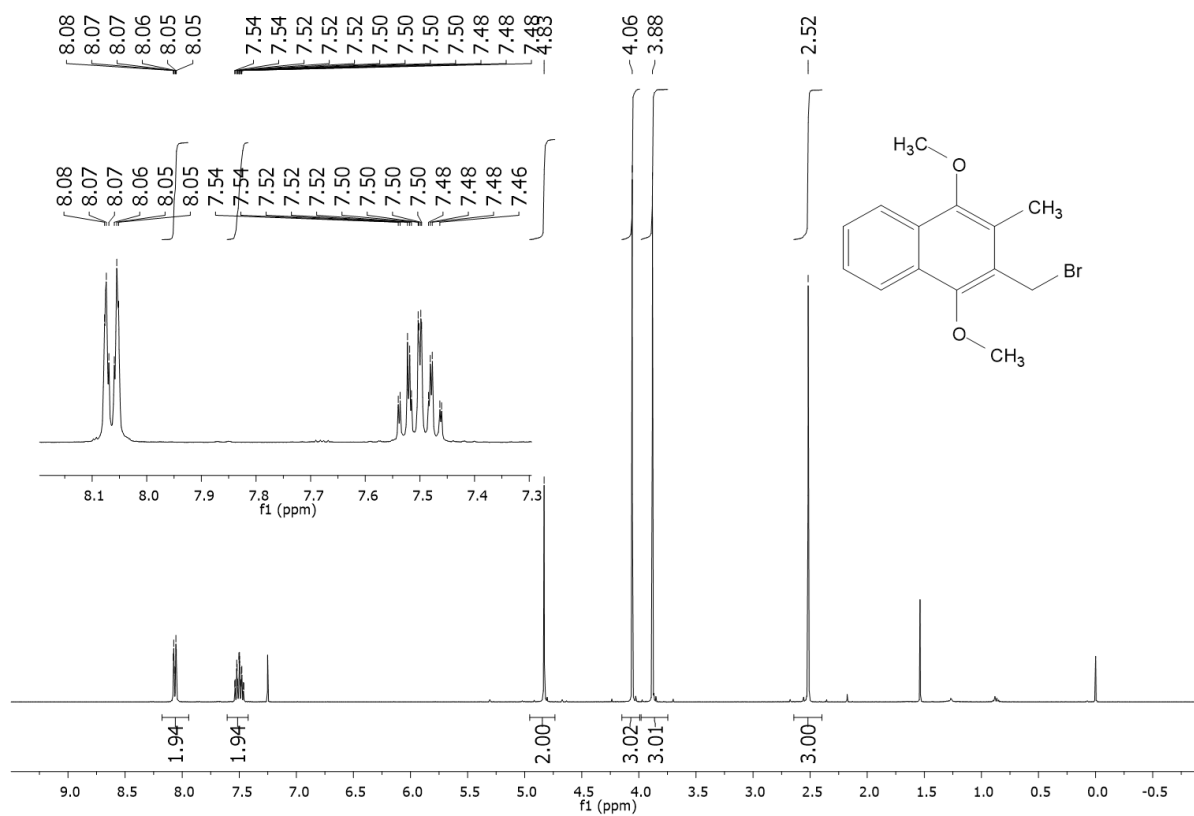 8.08 8.07 8.07 8.06 8.05 8.05 7.54 7.54 7.52 7.52 7.52 7.50 7.50 7.50 7.50 7.48 7.48 7.48 4.83 4.06 3.88 2.52
8.08 8.07 8.07 8.06 8.05 8.05 7.54 7.54 7.52 7.52 7.52 7.50 7.50 7.50 7.50 7.48 7.48 7.48 7.46
H₃C
O
CH₃
Br
O
CH₃
8.1 8.0 7.9 7.8 7.7 7.6 7.5 7.4 7.3
f1 (ppm)
1.94 1.94 2.00 3.02 3.01 3.00
9.0 8.5 8.0 7.5 7.0 6.5 6.0 5.5 5.0 4.5 4.0 3.5 3.0 2.5 2.0 1.5 1.0 0.5 0.0 -0.5
f1 (ppm)